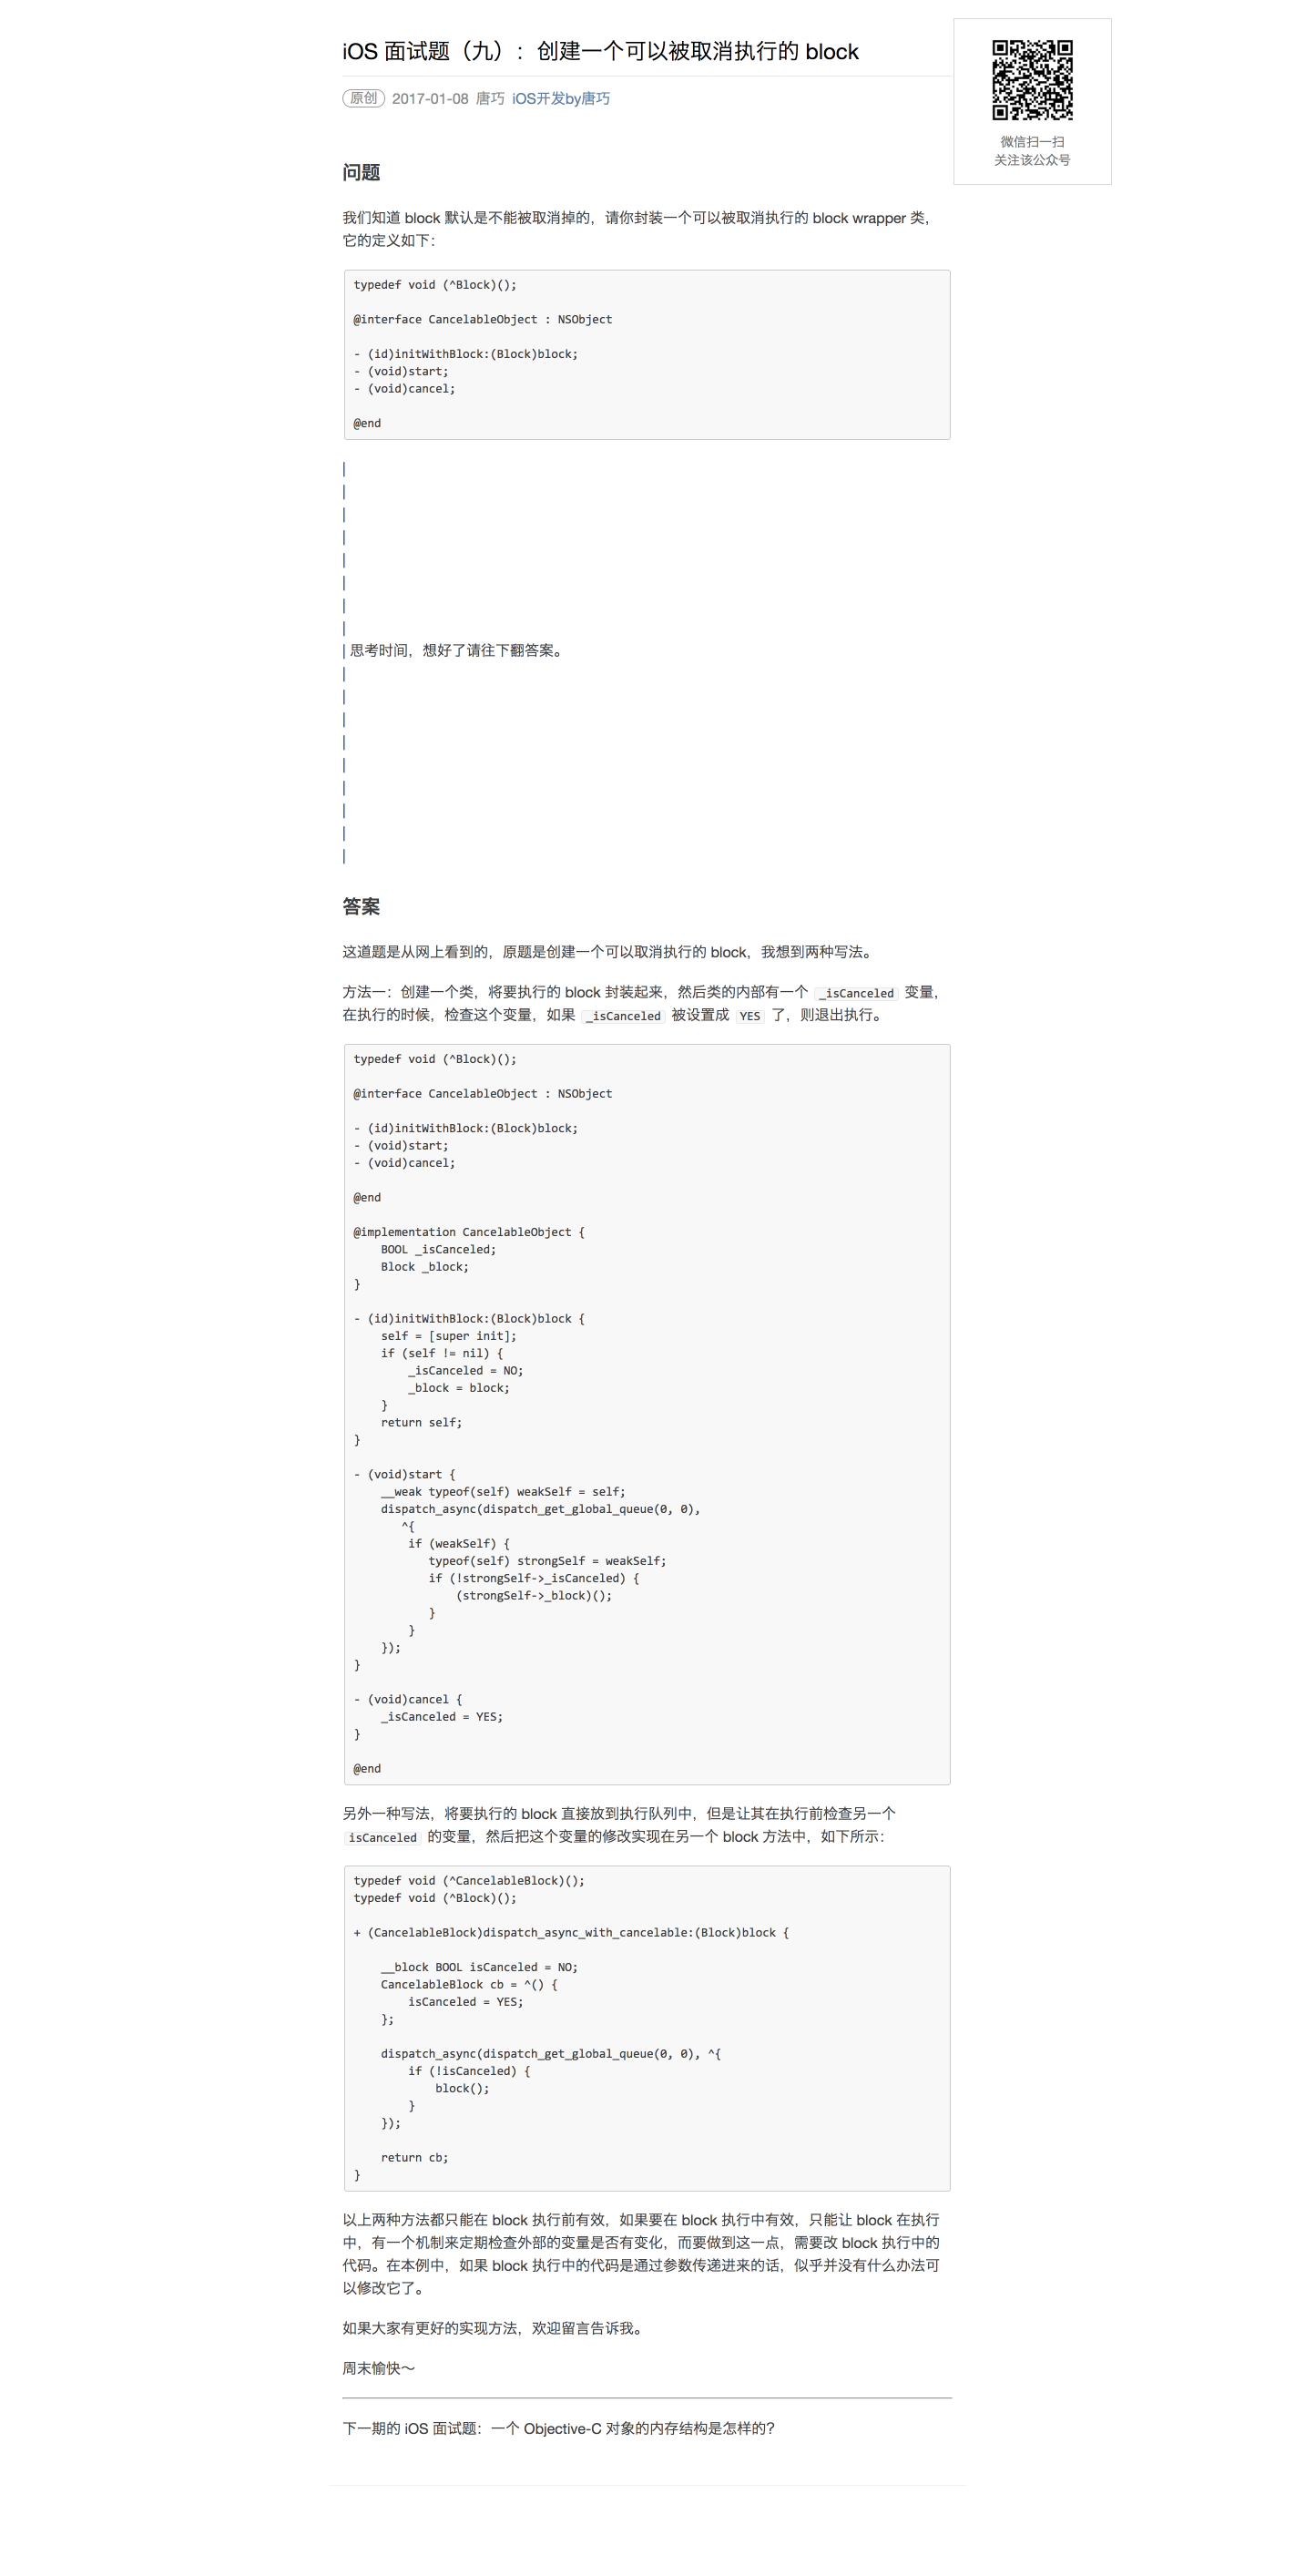 iOS 面试题（九）：创建一个可以被取消执行的 block
原创 2017-01-08 唐巧 iOS开发by唐巧
微信扫一扫
关注该公众号
问题
我们知道 block 默认是不能被取消掉的，请你封装一个可以被取消执行的 block wrapper 类，
它的定义如下：
typedef void (^Block)();
@interface CancelableObject : NSObject
- (id)initWithBlock:(Block)block;
- (void)start;
- (void)cancel;
@end
|
|
|
|
|
|
|
|
| 思考时间，想好了请往下翻答案。
|
|
|
|
|
|
|
|
|
答案
这道题是从网上看到的，原题是创建一个可以取消执行的 block，我想到两种写法。
方法一：创建一个类，将要执行的 block 封装起来，然后类的内部有一个 _isCanceled 变量，
在执行的时候，检查这个变量，如果 _isCanceled 被设置成 YES 了，则退出执行。
typedef void (^Block)();
@interface CancelableObject : NSObject
- (id)initWithBlock:(Block)block;
- (void)start;
- (void)cancel;
@end
@implementation CancelableObject {
    BOOL _isCanceled;
    Block _block;
}
- (id)initWithBlock:(Block)block {
    self = [super init];
    if (self != nil) {
        _isCanceled = NO;
        _block = block;
    }
    return self;
}
- (void)start {
    __weak typeof(self) weakSelf = self;
    dispatch_async(dispatch_get_global_queue(0, 0),
       ^{
        if (weakSelf) {
           typeof(self) strongSelf = weakSelf;
           if (!strongSelf->_isCanceled) {
               (strongSelf->_block)();
           }
        }
    });
}
- (void)cancel {
    _isCanceled = YES;
}
@end
另外一种写法，将要执行的 block 直接放到执行队列中，但是让其在执行前检查另一个
isCanceled 的变量，然后把这个变量的修改实现在另一个 block 方法中，如下所示：
typedef void (^CancelableBlock)();
typedef void (^Block)();
+ (CancelableBlock)dispatch_async_with_cancelable:(Block)block {
    __block BOOL isCanceled = NO;
    CancelableBlock cb = ^() {
        isCanceled = YES;
    };
    dispatch_async(dispatch_get_global_queue(0, 0), ^{
        if (!isCanceled) {
            block();
        }
    });
    return cb;
}
以上两种方法都只能在 block 执行前有效，如果要在 block 执行中有效，只能让 block 在执行
中，有一个机制来定期检查外部的变量是否有变化，而要做到这一点，需要改 block 执行中的
代码。在本例中，如果 block 执行中的代码是通过参数传递进来的话，似乎并没有什么办法可
以修改它了。
如果大家有更好的实现方法，欢迎留言告诉我。
周末愉快～
下一期的 iOS 面试题：一个 Objective-C 对象的内存结构是怎样的？